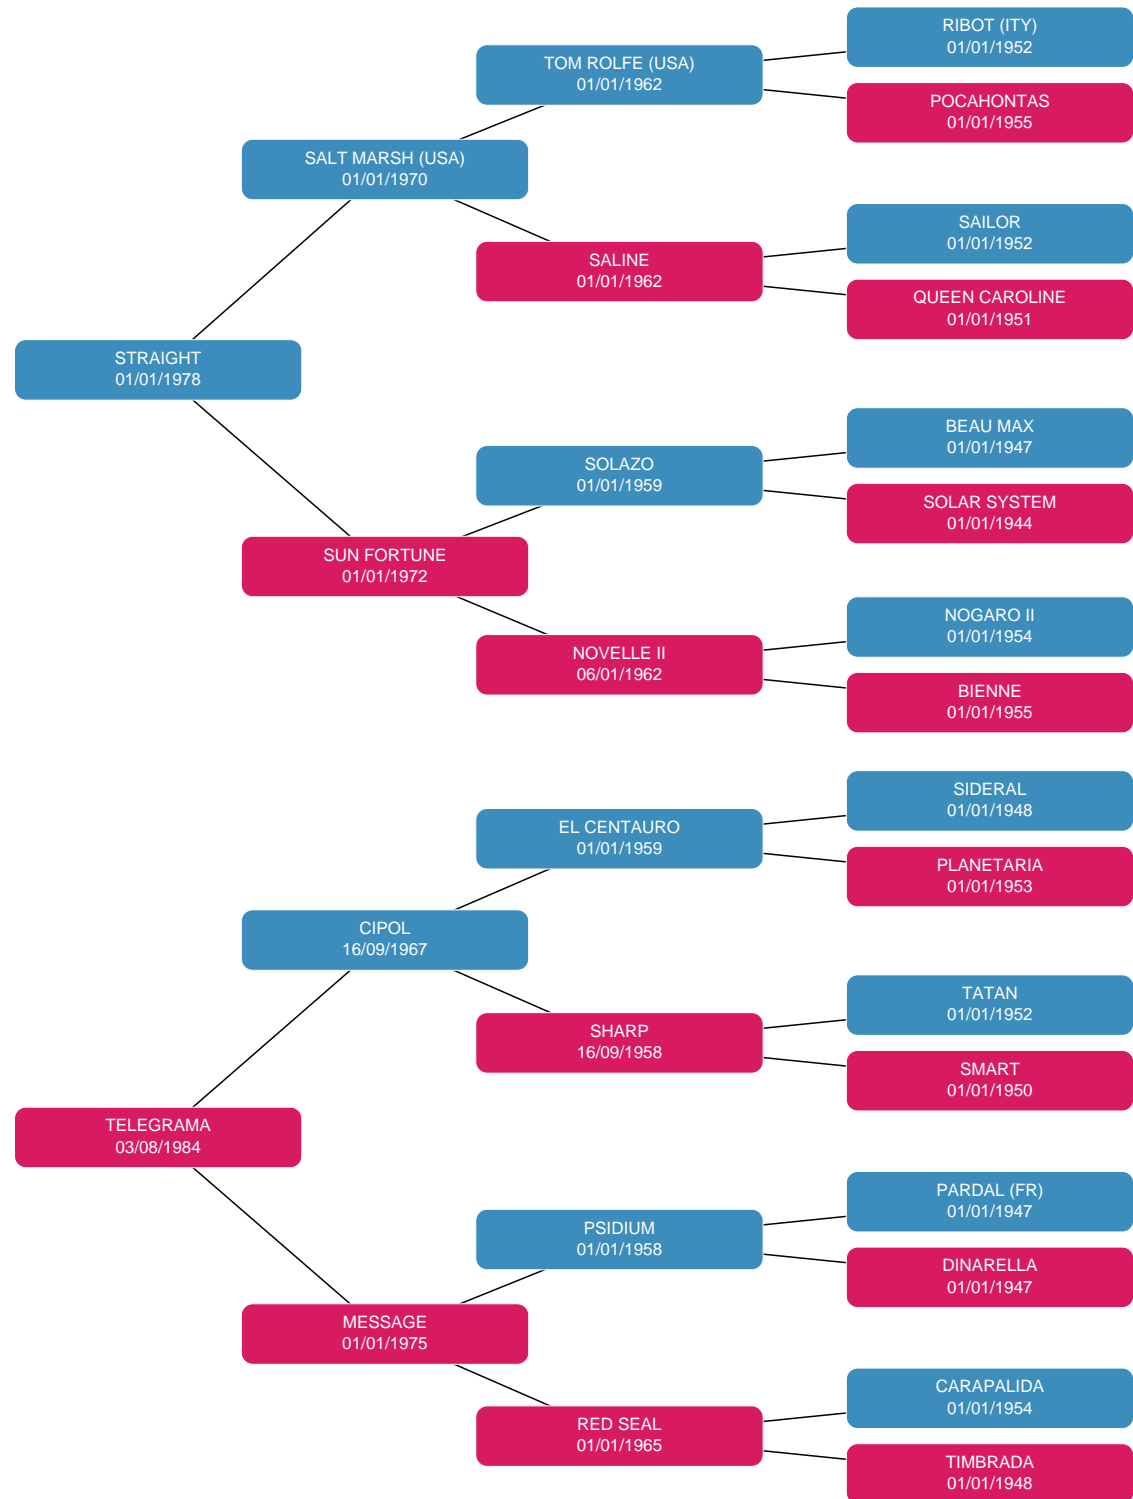 RIBOT (ITY)
01/01/1952
TOM ROLFE (USA)
01/01/1962
POCAHONTAS
01/01/1955
SALT MARSH (USA)
01/01/1970
SAILOR
01/01/1952
SALINE
01/01/1962
QUEEN CAROLINE
01/01/1951
STRAIGHT
01/01/1978
BEAU MAX
01/01/1947
SOLAZO
01/01/1959
SOLAR SYSTEM
01/01/1944
SUN FORTUNE
01/01/1972
NOGARO II
01/01/1954
NOVELLE II
06/01/1962
BIENNE
01/01/1955
SIDERAL
01/01/1948
EL CENTAURO
01/01/1959
PLANETARIA
01/01/1953
CIPOL
16/09/1967
TATAN
01/01/1952
SHARP
16/09/1958
SMART
01/01/1950
TELEGRAMA
03/08/1984
PARDAL (FR)
01/01/1947
PSIDIUM
01/01/1958
DINARELLA
01/01/1947
MESSAGE
01/01/1975
CARAPALIDA
01/01/1954
RED SEAL
01/01/1965
TIMBRADA
01/01/1948